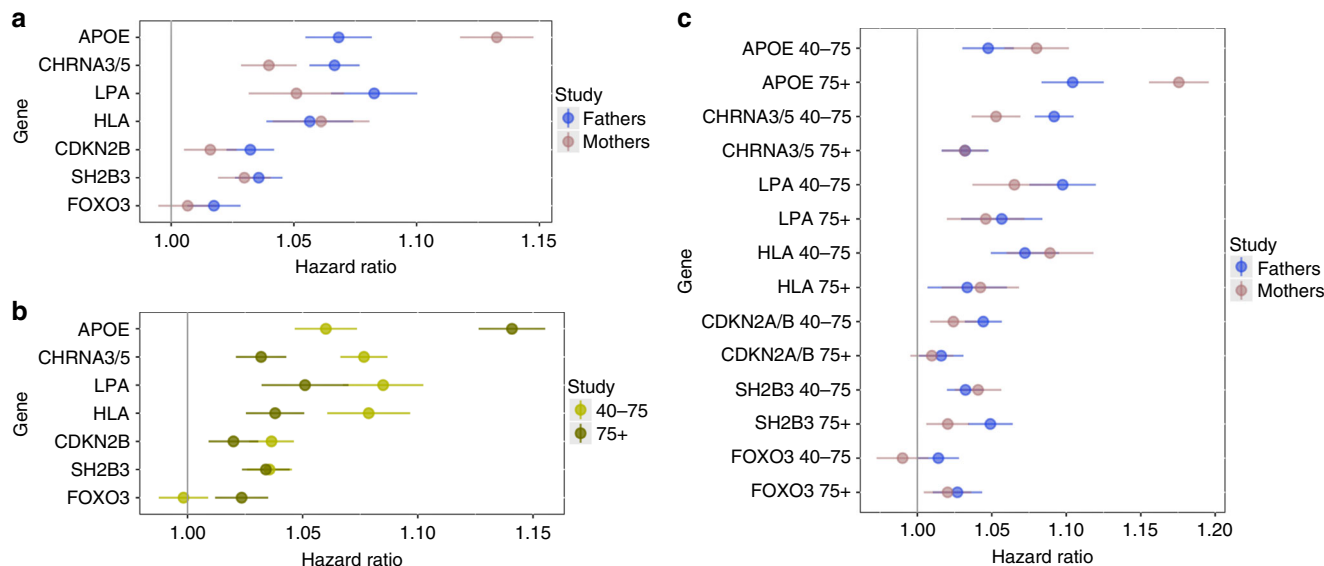 a
Gene
APOE
CHRNA3/5
LPA
HLA
CDKN2B
SH2B3
FOXO3
1.00 1.05 1.10 1.15
Hazard ratio
Study
Fathers
Mothers
b
Gene
APOE
CHRNA3/5
LPA
HLA
CDKN2B
SH2B3
FOXO3
1.00 1.05 1.10 1.15
Hazard ratio
Study
40–75
75+
c
Gene
APOE 40–75
APOE 75+
CHRNA3/5 40–75
CHRNA3/5 75+
LPA 40–75
LPA 75+
HLA 40–75
HLA 75+
CDKN2A/B 40–75
CDKN2A/B 75+
SH2B3 40–75
SH2B3 75+
FOXO3 40–75
FOXO3 75+
1.00 1.05 1.10 1.15 1.20
Hazard ratio
Study
Fathers
Mothers